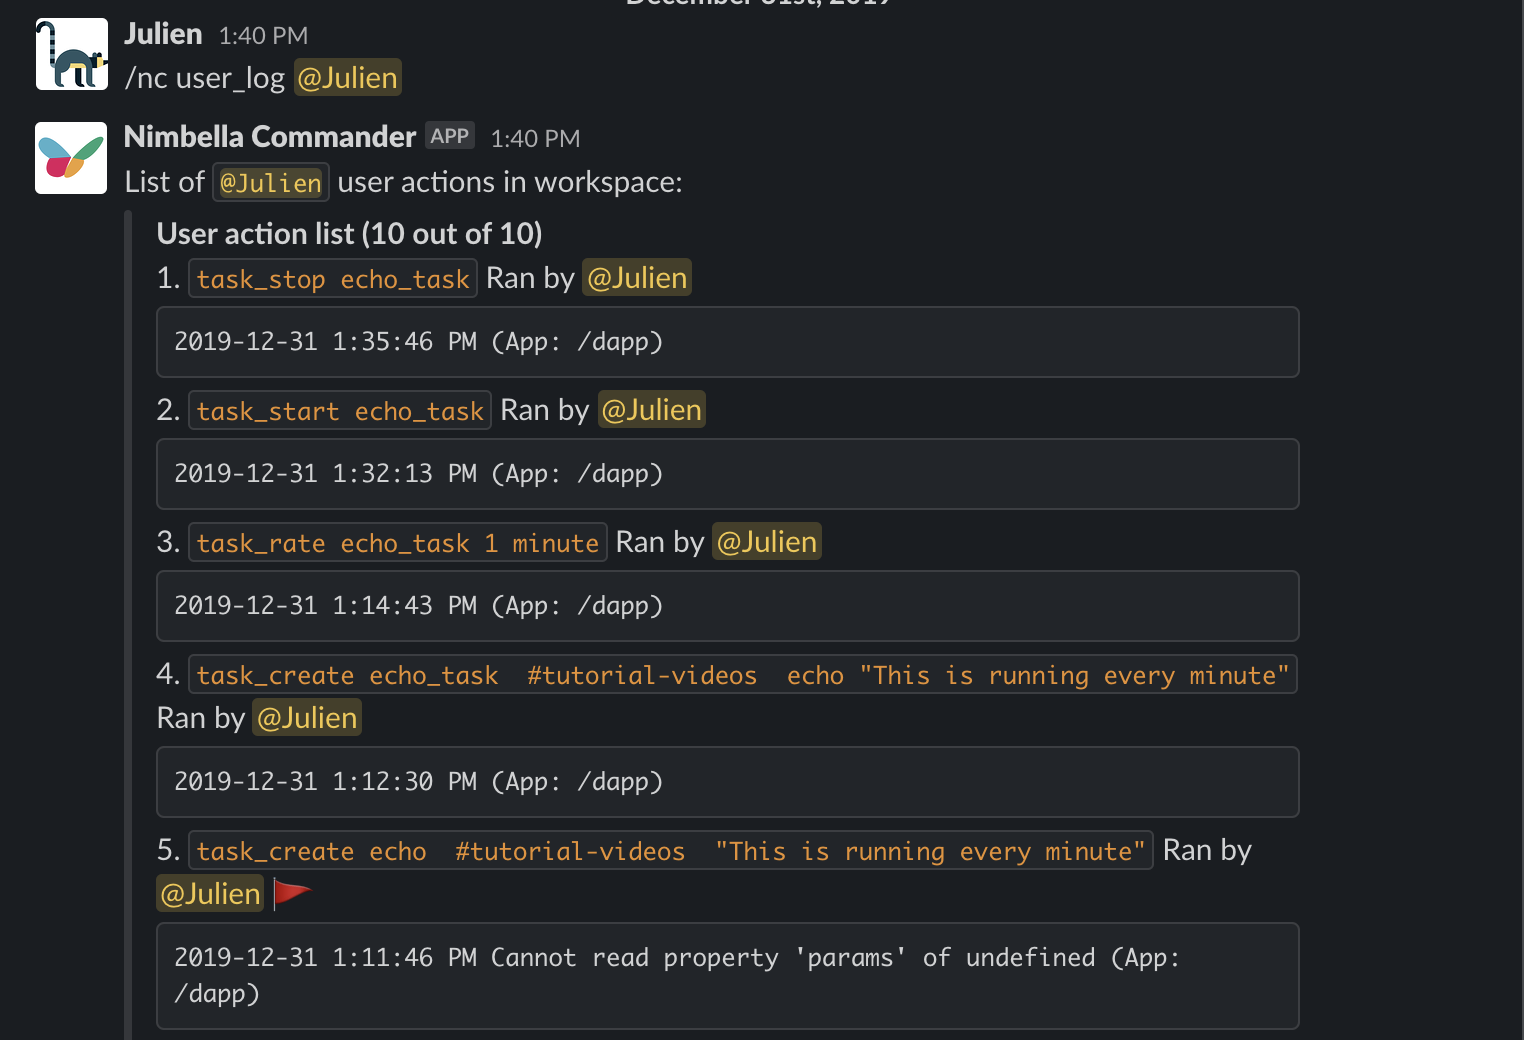 December 31st, 2019
Julien 1:40 PM
/nc user_log @Julien
Nimbella Commander APP 1:40 PM
List of @Julien user actions in workspace:
User action list (10 out of 10)
1. task_stop echo_task Ran by @Julien
2019-12-31 1:35:46 PM (App: /dapp)
2. task_start echo_task Ran by @Julien
2019-12-31 1:32:13 PM (App: /dapp)
3. task_rate echo_task 1 minute Ran by @Julien
2019-12-31 1:14:43 PM (App: /dapp)
4. task_create echo_task  #tutorial-videos  echo "This is running every minute"
Ran by @Julien
2019-12-31 1:12:30 PM (App: /dapp)
5. task_create echo  #tutorial-videos  "This is running every minute" Ran by
@Julien
2019-12-31 1:11:46 PM Cannot read property 'params' of undefined (App:
/dapp)